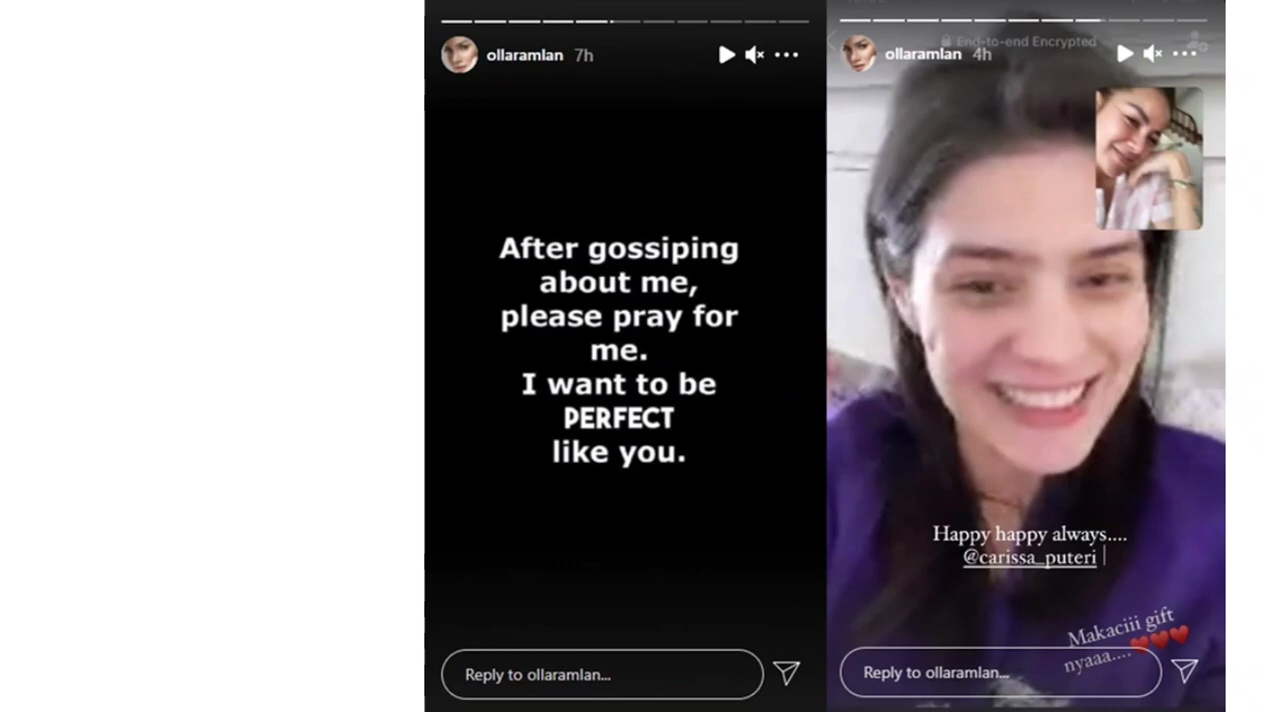 ollaramlan 7h
After gossiping
about me,
please pray for
me.
I want to be
PERFECT
like you.
Reply to ollaramlan...
End-to-end Encrypted
ollaramlan 4h
Happy happy always....
@carissa_puteri
Makaciii gift
nyaaa....
Reply to ollaramlan...